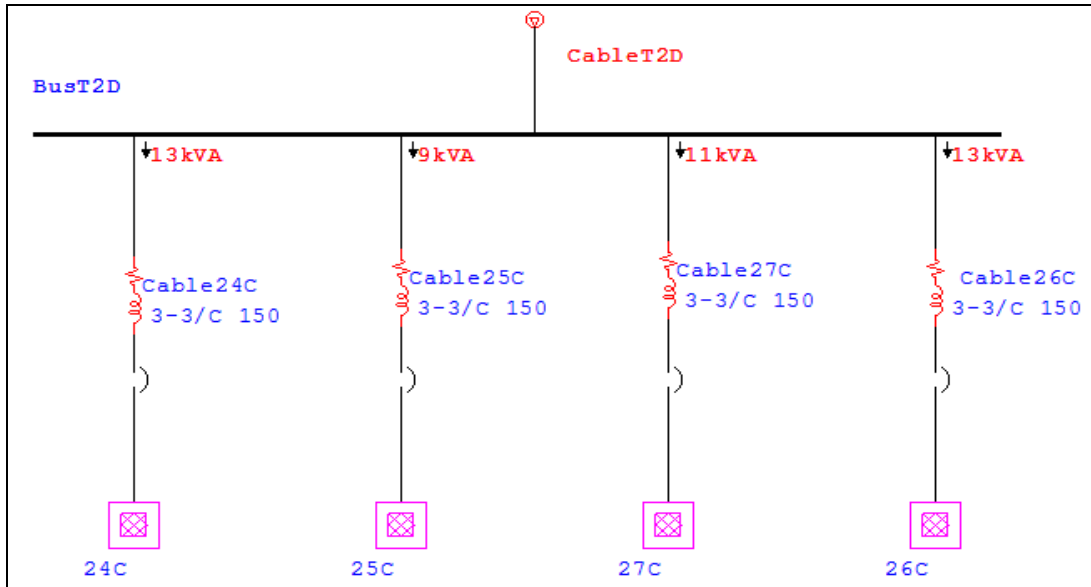 CableT2D
BusT2D
13kVA
9kVA
11kVA
13kVA
Cable24C
3-3/C 150
Cable25C
3-3/C 150
Cable27C
3-3/C 150
Cable26C
3-3/C 150
24C
25C
27C
26C